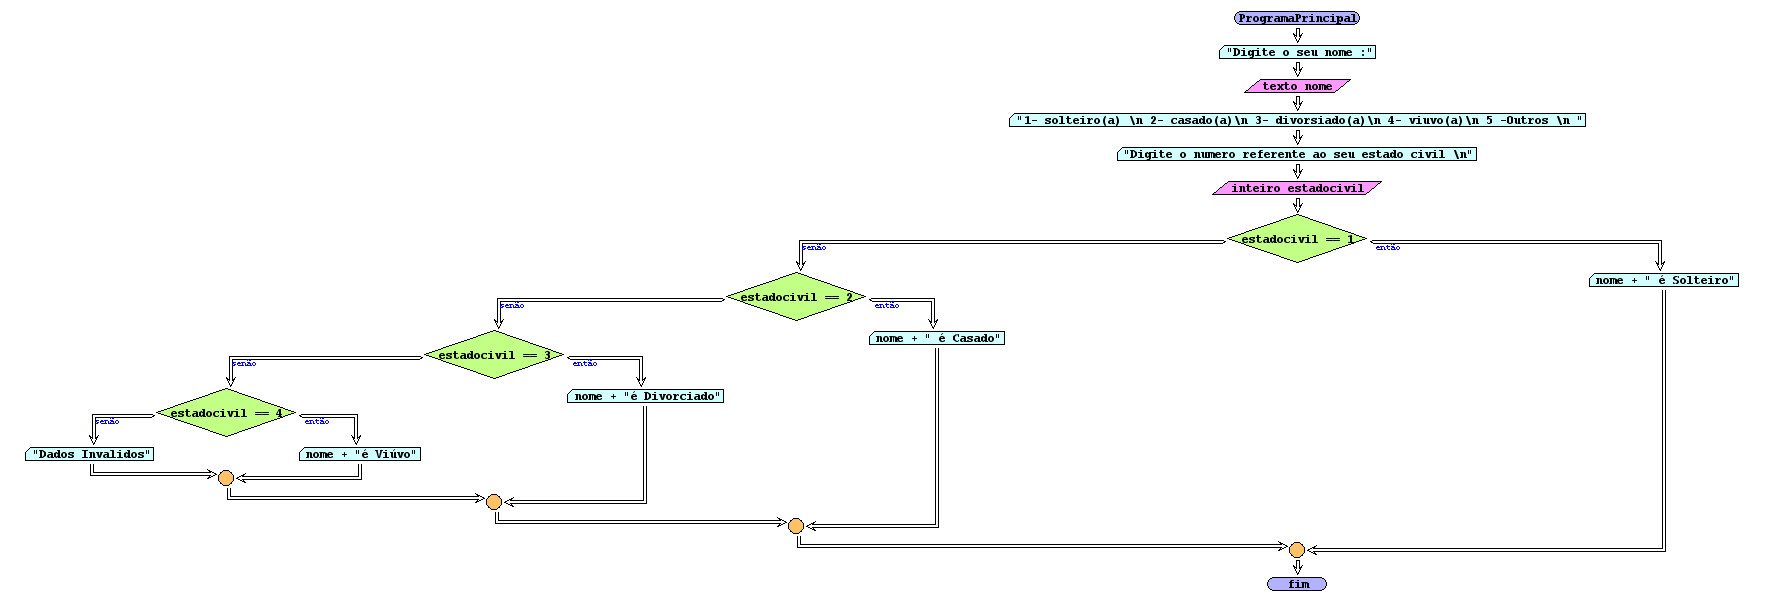 ProgramaPrincipal
"Digite o seu nome :"
texto nome
"1- solteiro(a) \n 2- casado(a)\n 3- divorsiado(a)\n 4- viuvo(a)\n 5 -Outros \n "
"Digite o numero referente ao seu estado civil \n"
inteiro estadocivil
estadocivil == 1
senão
então
nome + " é Solteiro"
estadocivil == 2
senão
então
nome + " é Casado"
estadocivil == 3
senão
então
nome + "é Divorciado"
estadocivil == 4
senão
então
"Dados Invalidos"
nome + "é Viúvo"
fim